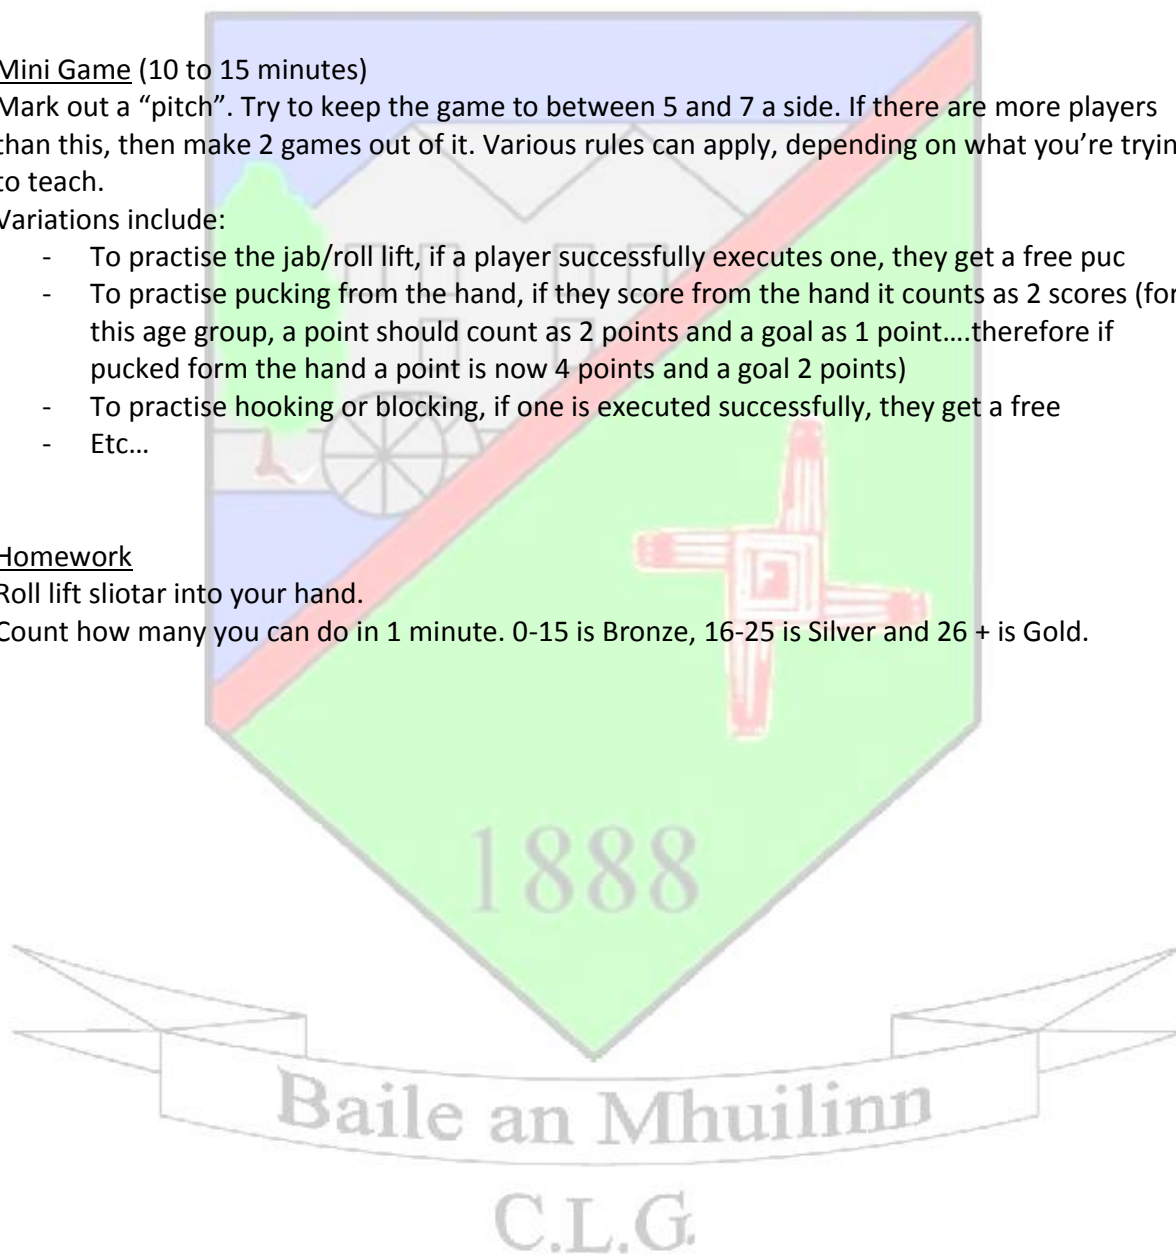 Mini Game (10 to 15 minutes)
Mark out a “pitch”. Try to keep the game to between 5 and 7 a side. If there are more players
than this, then make 2 games out of it. Various rules can apply, depending on what you’re tryin
to teach.
Variations include:
- To practise the jab/roll lift, if a player successfully executes one, they get a free puc
- To practise pucking from the hand, if they score from the hand it counts as 2 scores (for
this age group, a point should count as 2 points and a goal as 1 point….therefore if
pucked form the hand a point is now 4 points and a goal 2 points)
- To practise hooking or blocking, if one is executed successfully, they get a free
- Etc…
Homework
Roll lift sliotar into your hand.
Count how many you can do in 1 minute. 0-15 is Bronze, 16-25 is Silver and 26 + is Gold.
1888
Baile an Mhuilinn
C.L.G.